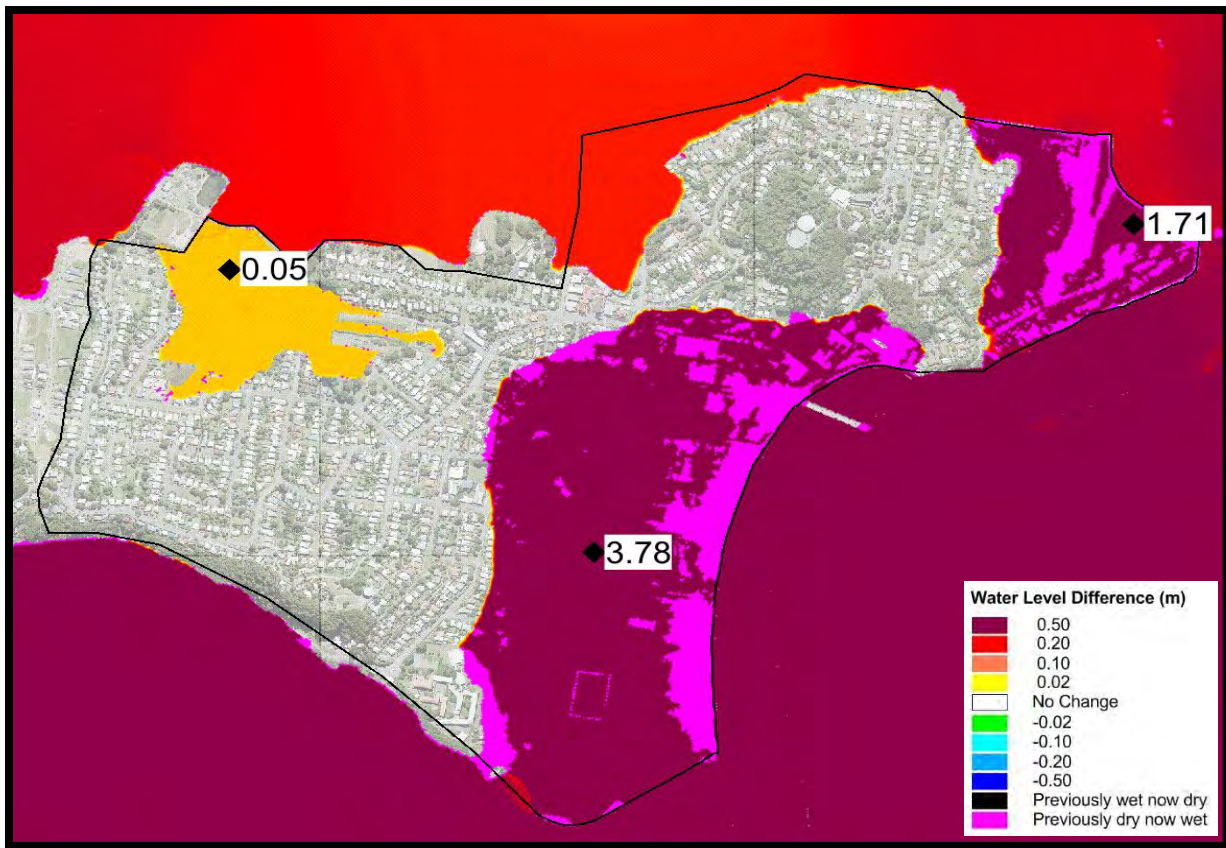 0.05
1.71
3.78
Water Level Difference (m)
0.50
0.20
0.10
0.02
No Change
-0.02
-0.10
-0.20
-0.50
Previously wet now dry
Previously dry now wet